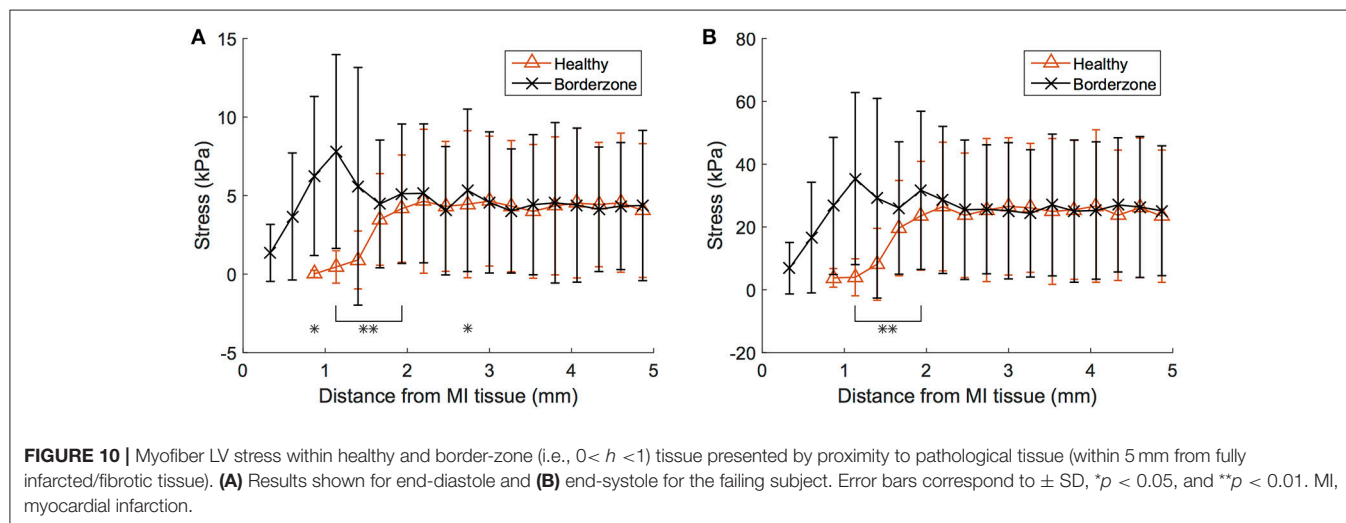 A
15
10
5
0
-5
Stress (kPa)
Healthy
Borderzone
* ** *
0 1 2 3 4 5
Distance from MI tissue (mm)
B
80
60
40
20
0
-20
Stress (kPa)
Healthy
Borderzone
**
0 1 2 3 4 5
Distance from MI tissue (mm)
FIGURE 10 | Myofiber LV stress within healthy and border-zone (i.e., 0< h <1) tissue presented by proximity to pathological tissue (within 5 mm from fully
infarcted/fibrotic tissue). (A) Results shown for end-diastole and (B) end-systole for the failing subject. Error bars correspond to ± SD, *p < 0.05, and **p < 0.01. MI,
myocardial infarction.